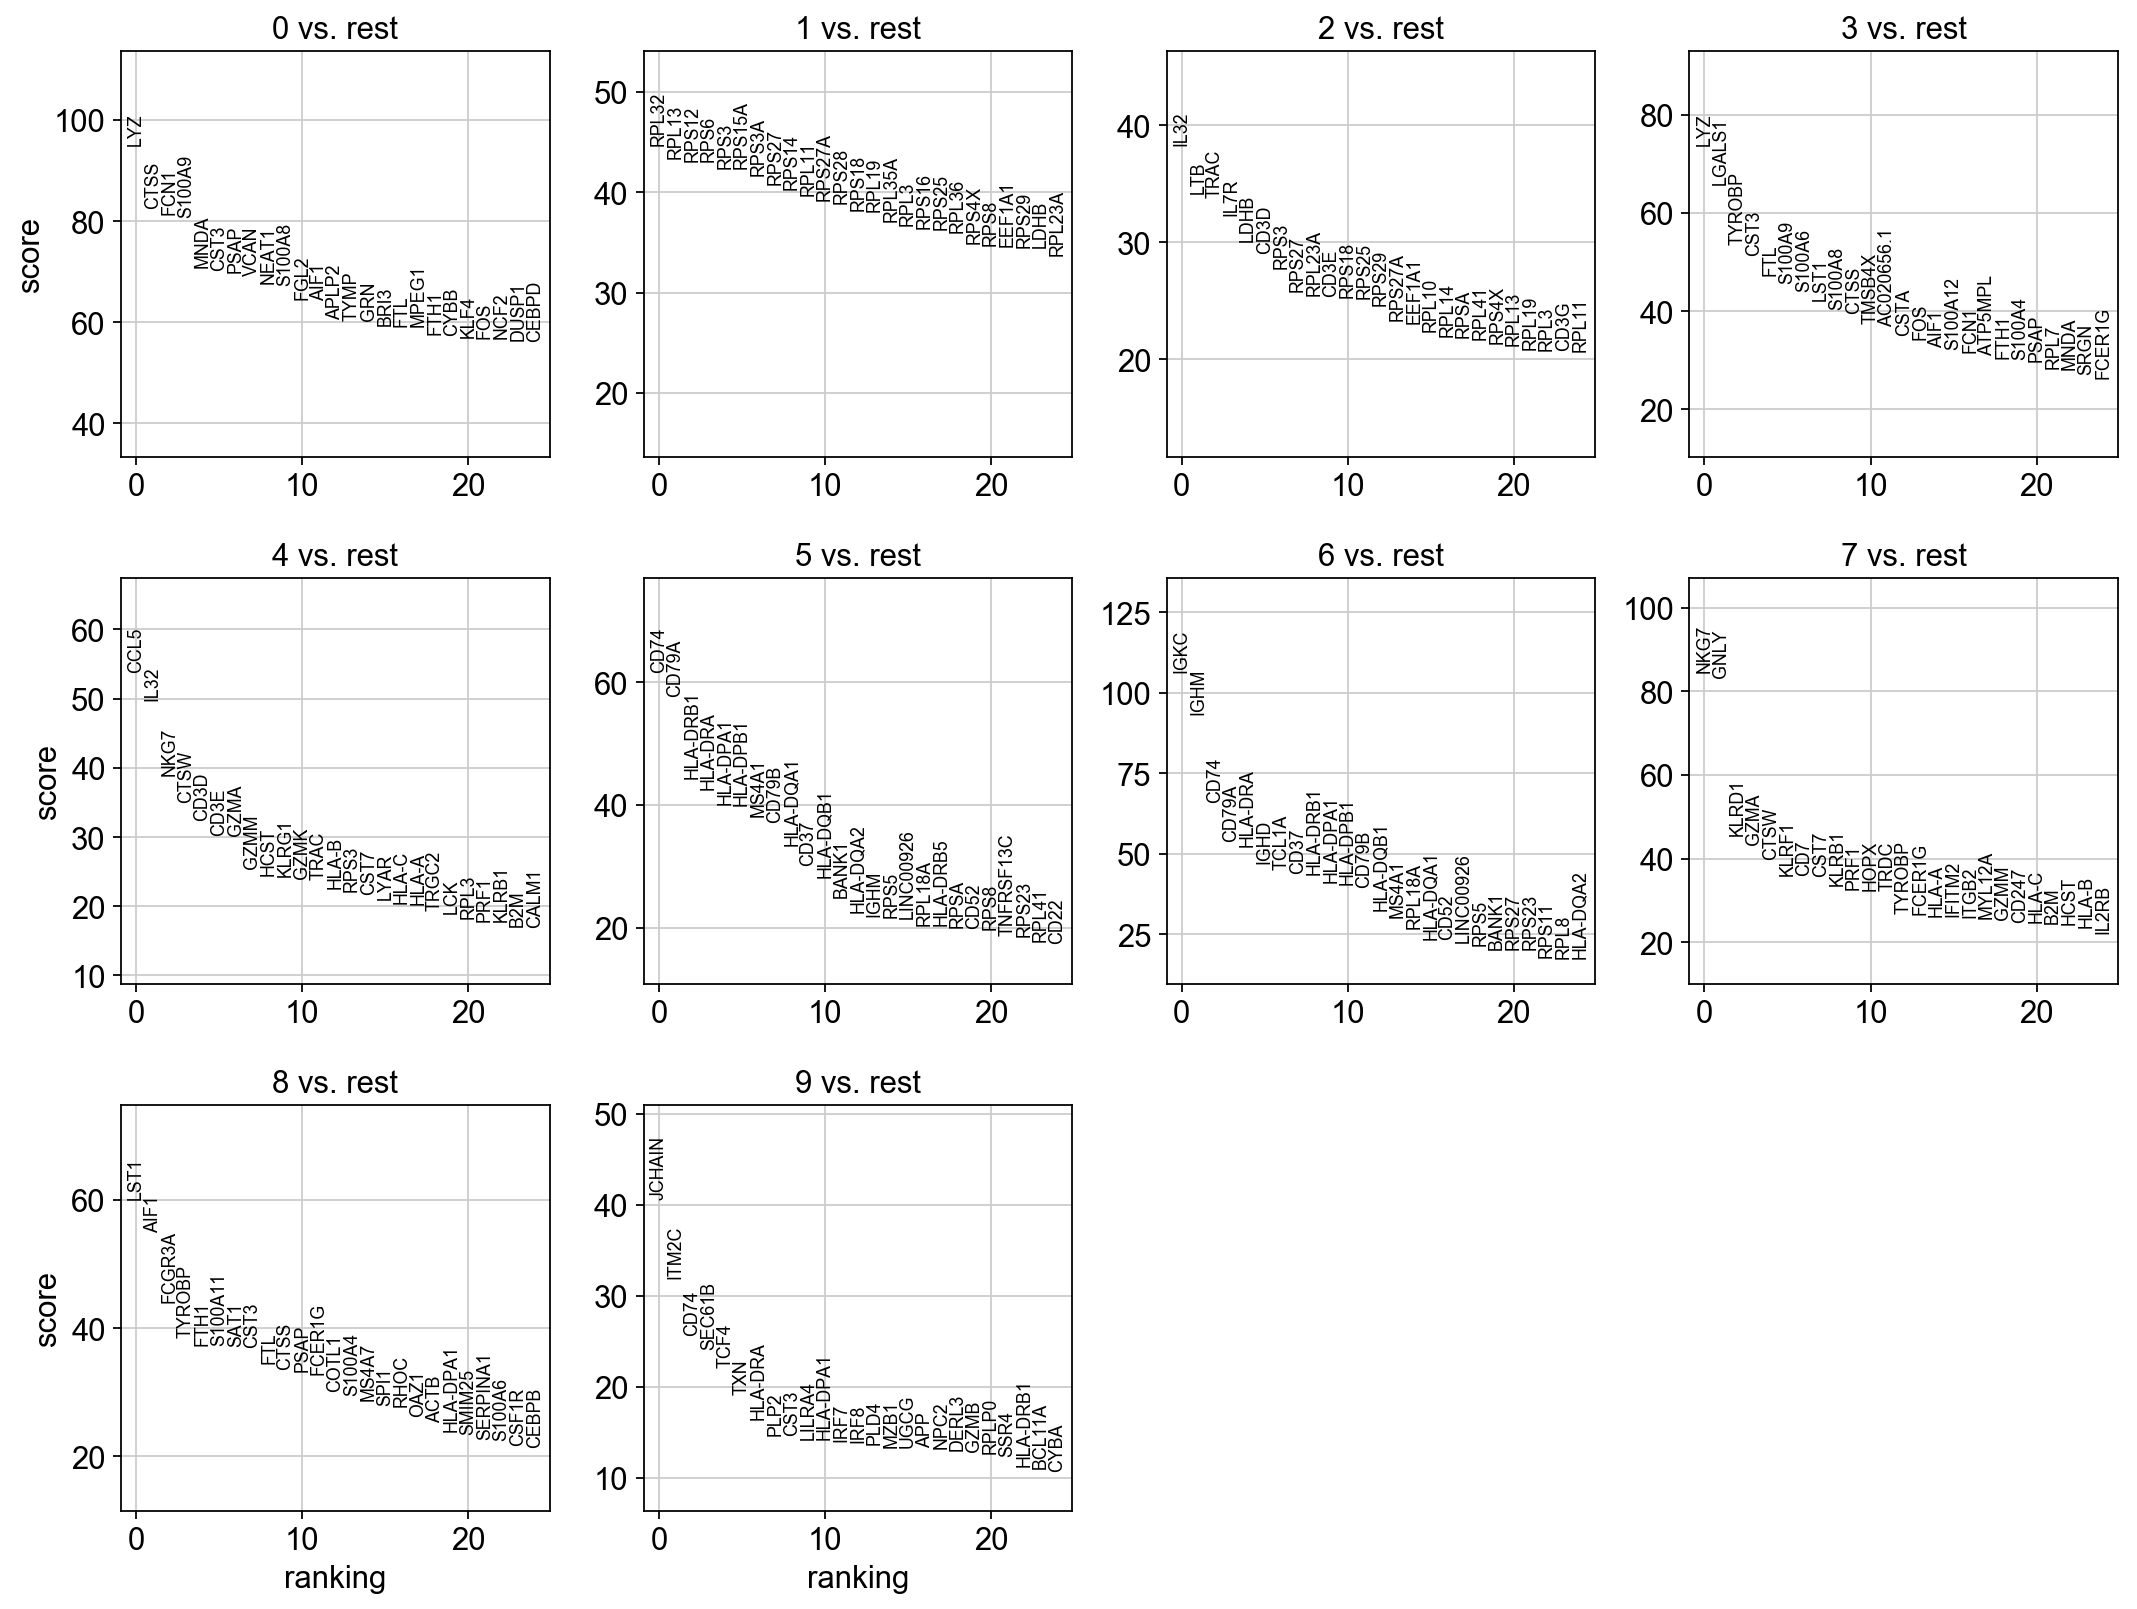 0 vs. rest
score
100
80
60
40
LYZ
CTSS
FCN1
S100A9
MNDA
CST3
PSAP
VCAN
NEAT1
S100A8
FGL2
AIF1
APLP2
TYMP
GRN
BRI3
FTL
MPEG1
FTH1
CYBB
KLF4
FOS
NCF2
DUSP1
CEBPD
0 10 20
1 vs. rest
50
40
30
20
RPL32
RPL13
RPS12
RPS6
RPS3
RPS15A
RPS3A
RPS27
RPS14
RPL11
RPS27A
RPS28
RPS18
RPL19
RPL35A
RPL3
RPS16
RPS25
RPL36
RPS4X
RPS8
EEF1A1
RPS29
LDHB
RPL23A
0 10 20
2 vs. rest
40
30
20
IL32
LTB
TRAC
IL7R
LDHB
CD3D
RPS3
RPS27
RPL23A
CD3E
RPS18
RPS25
RPS29
RPS27A
EEF1A1
RPL10
RPL14
RPSA
RPL41
RPS4X
RPL13
RPL19
RPL3
CD3G
RPL11
0 10 20
3 vs. rest
80
60
40
20
LYZ
LGALS1
TYROBP
CST3
FTL
S100A9
S100A6
LST1
S100A8
CTSS
TMSB4X
AC020656.1
CSTA
FOS
AIF1
S100A12
FCN1
ATP5MPL
FTH1
S100A4
PSAP
RPL7
MNDA
SRGN
FCER1G
0 10 20
4 vs. rest
score
60
50
40
30
20
10
CCL5
IL32
NKG7
CTSW
CD3D
CD3E
GZMA
GZMM
HCST
KLRG1
GZMK
TRAC
HLA-B
RPS3
CST7
LYAR
HLA-C
HLA-A
TRGC2
LCK
RPL3
PRF1
KLRB1
B2M
CALM1
0 10 20
5 vs. rest
60
40
20
CD74
CD79A
HLA-DRB1
HLA-DRA
HLA-DPA1
HLA-DPB1
MS4A1
CD79B
HLA-DQA1
CD37
HLA-DQB1
BANK1
HLA-DQA2
IGHM
RPS5
LINC00926
RPL18A
HLA-DRB5
RPSA
CD52
RPS8
TNFRSF13C
RPS23
RPL41
CD22
0 10 20
6 vs. rest
125
100
75
50
25
IGKC
IGHM
CD74
CD79A
HLA-DRA
IGHD
TCL1A
CD37
HLA-DRB1
HLA-DPA1
HLA-DPB1
CD79B
HLA-DQB1
MS4A1
RPL18A
HLA-DQA1
CD52
LINC00926
RPS5
BANK1
RPS27
RPS23
RPS11
RPL8
HLA-DQA2
0 10 20
7 vs. rest
100
80
60
40
20
NKG7
GNLY
KLRD1
GZMA
CTSW
KLRF1
CD7
CST7
KLRB1
PRF1
HOPX
TRDC
TYROBP
FCER1G
HLA-A
IFITM2
ITGB2
MYL12A
GZMM
CD247
HLA-C
B2M
HCST
HLA-B
IL2RB
0 10 20
8 vs. rest
score
60
40
20
LST1
AIF1
FCGR3A
TYROBP
FTH1
S100A11
SAT1
CST3
FTL
CTSS
PSAP
FCER1G
COTL1
S100A4
MS4A7
SPI1
RHOC
OAZ1
ACTB
HLA-DPA1
SMIM25
SERPINA1
S100A6
CSF1R
CEBPB
0 10 20
ranking
9 vs. rest
50
40
30
20
10
JCHAIN
ITM2C
CD74
SEC61B
TCF4
TXN
HLA-DRA
PLP2
CST3
LILRA4
HLA-DPA1
IRF7
IRF8
PLD4
MZB1
UGCG
APP
NPC2
DERL3
GZMB
RPLP0
SSR4
HLA-DRB1
BCL11A
CYBA
0 10 20
ranking